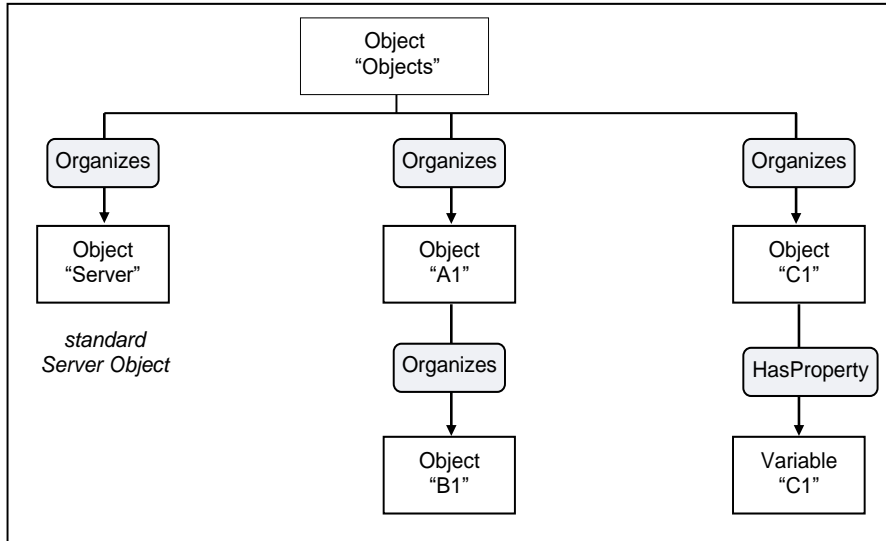 Object
“Objects”
Organizes
Organizes
Organizes
Object
“Server”
Object
“A1”
Object
“C1”
standard
Server Object
Organizes
HasProperty
Object
“B1”
Variable
“C1”